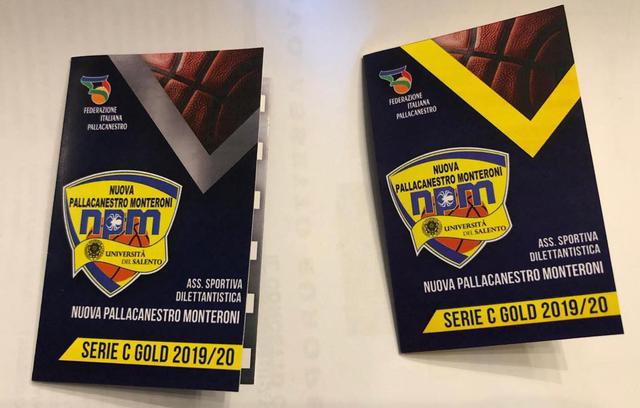 FEDERAZIONE
ITALIANA
PALLACANESTRO
NUOVA
PALLACANESTRO MONTERONI
npm
UNIVERSITÀ
DEL SALENTO
ASS. SPORTIVA
DILETTANTISTICA
NUOVA PALLACANESTRO MONTERONI
SERIE C GOLD 2019/20
FEDERAZIONE
ITALIANA
PALLACANESTRO
NUOVA
PALLACANESTRO MONTERONI
npm
UNIVERSITÀ
DEL SALENTO
ASS. SPORTIVA
DILETTANTISTICA
NUOVA PALLACANESTRO MONTERONI
SERIE C GOLD 2019/20